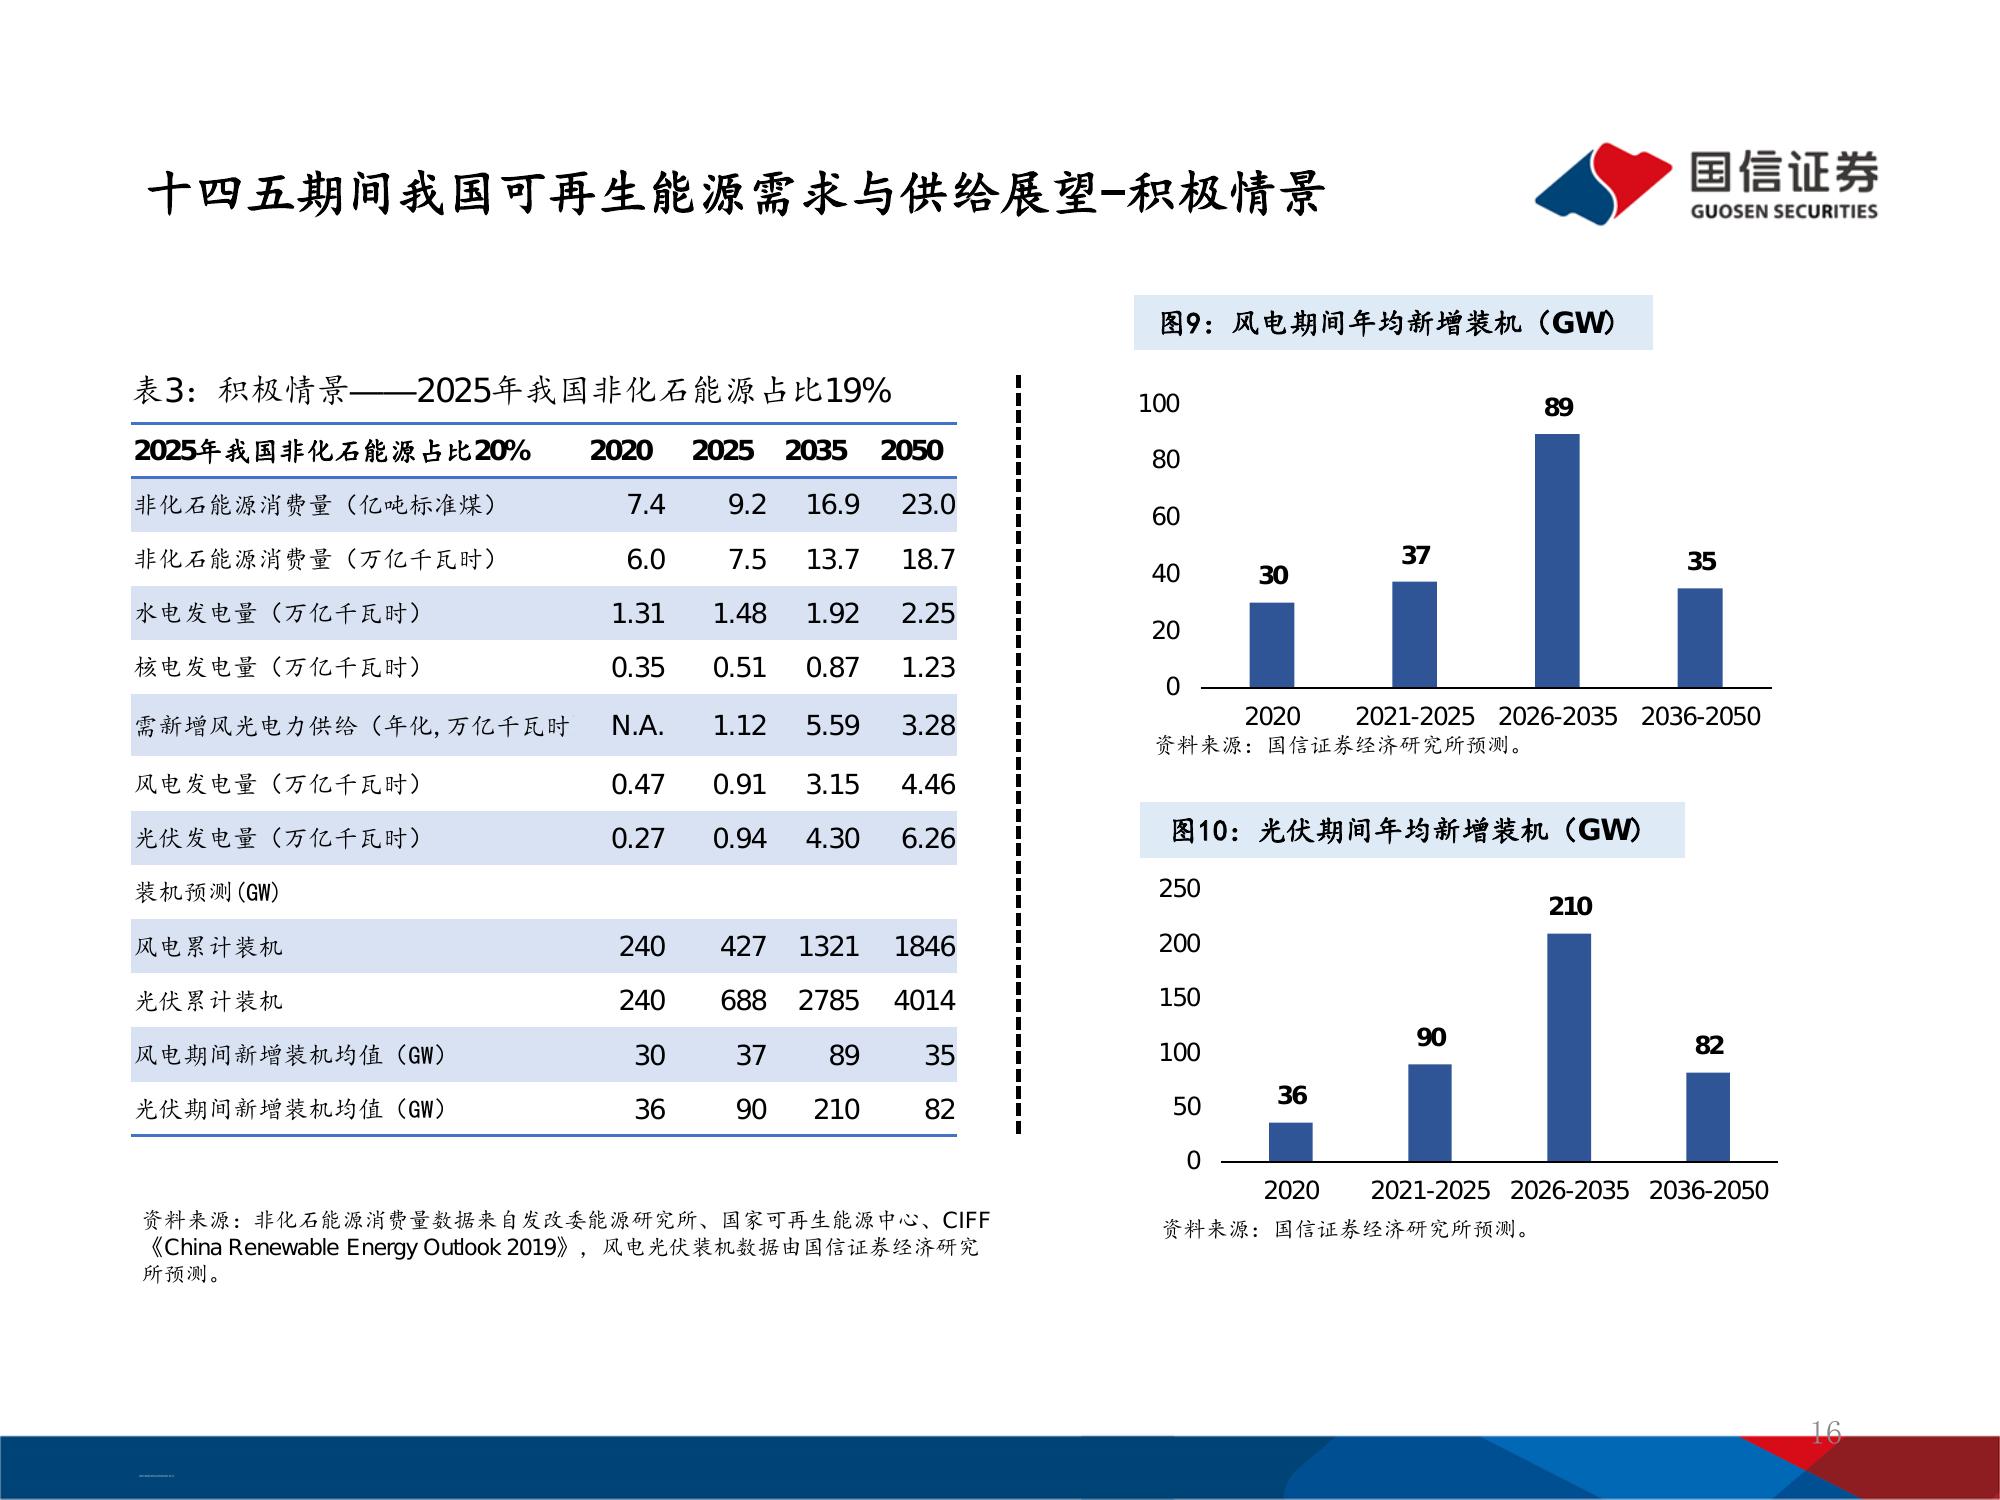 十四五期间我国可再生能源需求与供给展望-积极情景
国信证券
GUOSEN SECURITIES
表3：积极情景——2025年我国非化石能源占比19%
2025年我国非化石能源占比20% 2020 2025 2035 2050
非化石能源消费量（亿吨标准煤） 7.4 9.2 16.9 23.0
非化石能源消费量（万亿千瓦时） 6.0 7.5 13.7 18.7
水电发电量（万亿千瓦时） 1.31 1.48 1.92 2.25
核电发电量（万亿千瓦时） 0.35 0.51 0.87 1.23
需新增风光电力供给（年化,万亿千瓦时 N.A. 1.12 5.59 3.28
风电发电量（万亿千瓦时） 0.47 0.91 3.15 4.46
光伏发电量（万亿千瓦时） 0.27 0.94 4.30 6.26
装机预测(GW)
风电累计装机 240 427 1321 1846
光伏累计装机 240 688 2785 4014
风电期间新增装机均值（GW） 30 37 89 35
光伏期间新增装机均值（GW） 36 90 210 82
资料来源：非化石能源消费量数据来自发改委能源研究所、国家可再生能源中心、CIFF
《China Renewable Energy Outlook 2019》，风电光伏装机数据由国信证券经济研究
所预测。
图9：风电期间年均新增装机（GW）
100
80
60
40
20
0
30 37 89 35
2020 2021-2025 2026-2035 2036-2050
资料来源：国信证券经济研究所预测。
图10：光伏期间年均新增装机（GW）
250
200
150
100
50
0
36 90 210 82
2020 2021-2025 2026-2035 2036-2050
资料来源：国信证券经济研究所预测。
16